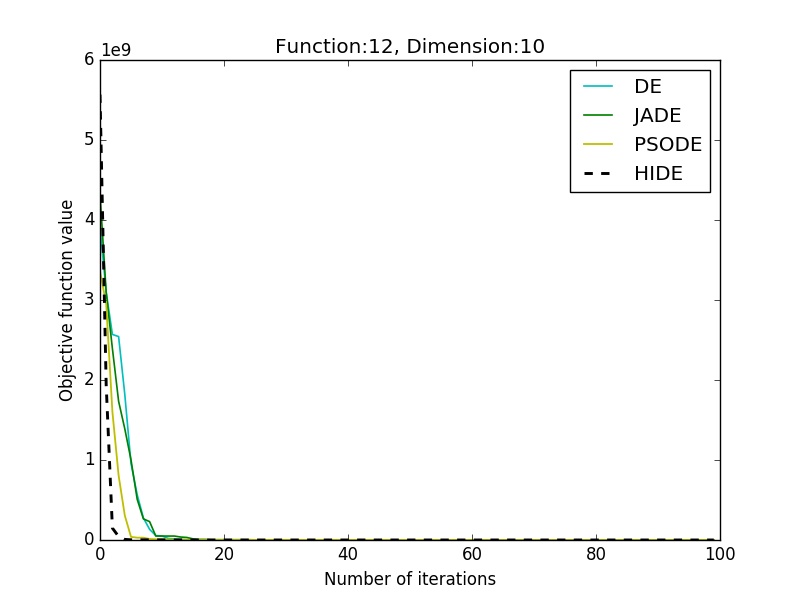 Function:12, Dimension:10
1e9
6
5
4
3
2
1
0
Objective function value
DE
JADE
PSODE
HIDE
0 20 40 60 80 100
Number of iterations